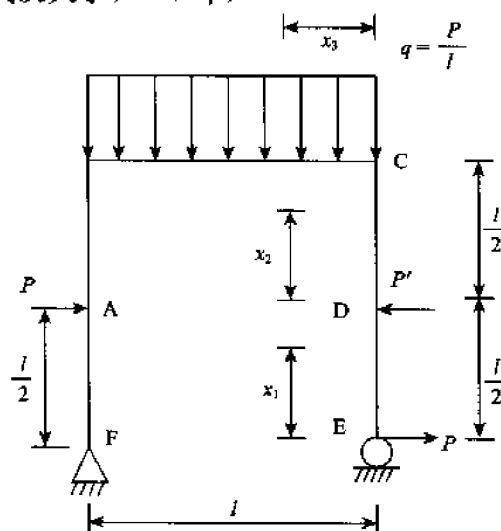 x₃
q = P/l
C
l/2
x₂
P
P′
A
D
l/2
l/2
x₁
F
E
P
l